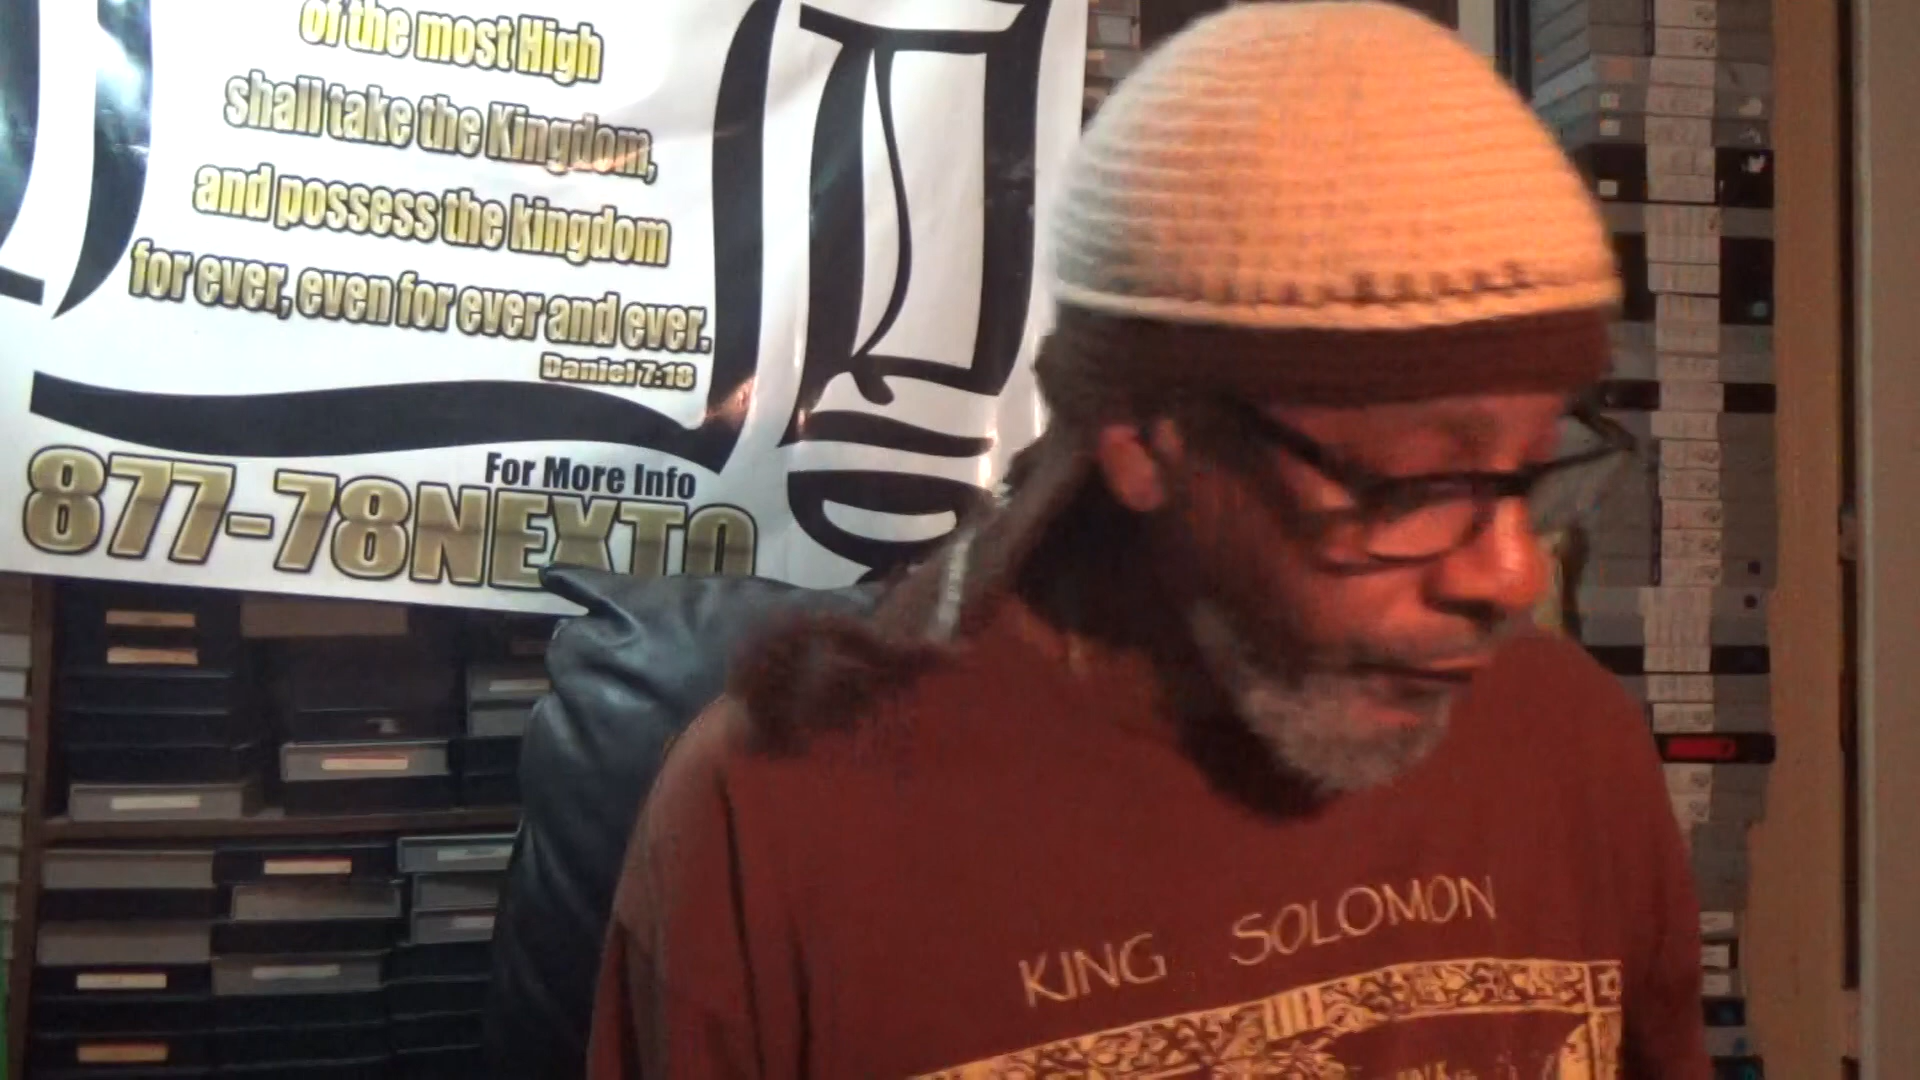 of the most High
shall take the Kingdom,
and possess the kingdom
for ever, even for ever and ever.
Daniel 7:18
For More Info
877-78NEXTO
KING SOLOMON